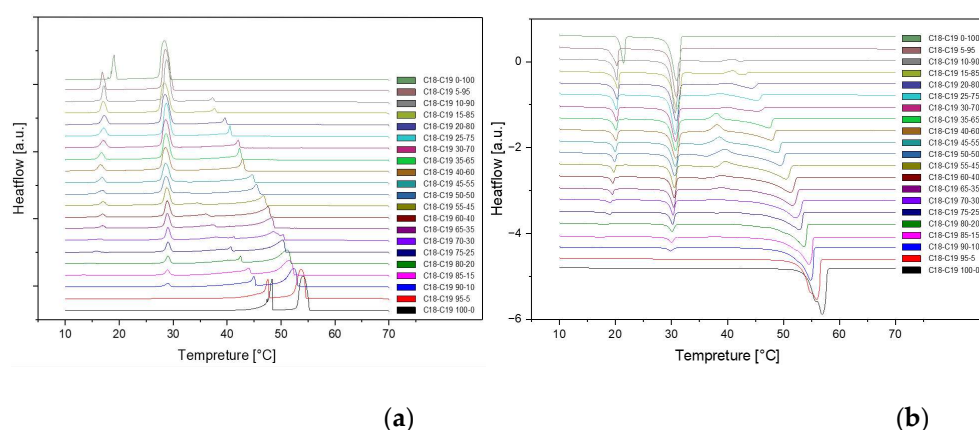 C18-C19 0-100
C18-C19 5-95
C18-C19 10-90
C18-C19 15-85
C18-C19 20-80
C18-C19 25-75
C18-C19 30-70
C18-C19 35-65
C18-C19 40-60
C18-C19 45-55
C18-C19 50-50
C18-C19 55-45
C18-C19 60-40
C18-C19 65-35
C18-C19 70-30
C18-C19 75-25
C18-C19 80-20
C18-C19 85-15
C18-C19 90-10
C18-C19 95-5
C18-C19 100-0
Heatflow [a.u.]
10 20 30 40 50 60 70
Tempreture [°C]
(a)
C18-C19 0-100
C18-C19 5-95
C18-C19 10-90
C18-C19 15-85
C18-C19 20-80
C18-C19 25-75
C18-C19 30-70
C18-C19 35-65
C18-C19 40-60
C18-C19 45-55
C18-C19 50-50
C18-C19 55-45
C18-C19 60-40
C18-C19 65-35
C18-C19 70-30
C18-C19 75-25
C18-C19 80-20
C18-C19 85-15
C18-C19 90-10
C18-C19 95-5
C18-C19 100-0
Heatflow [a.u.]
0
−2
−4
−6
10 20 30 40 50 60 70
Tempreture [°C]
(b)